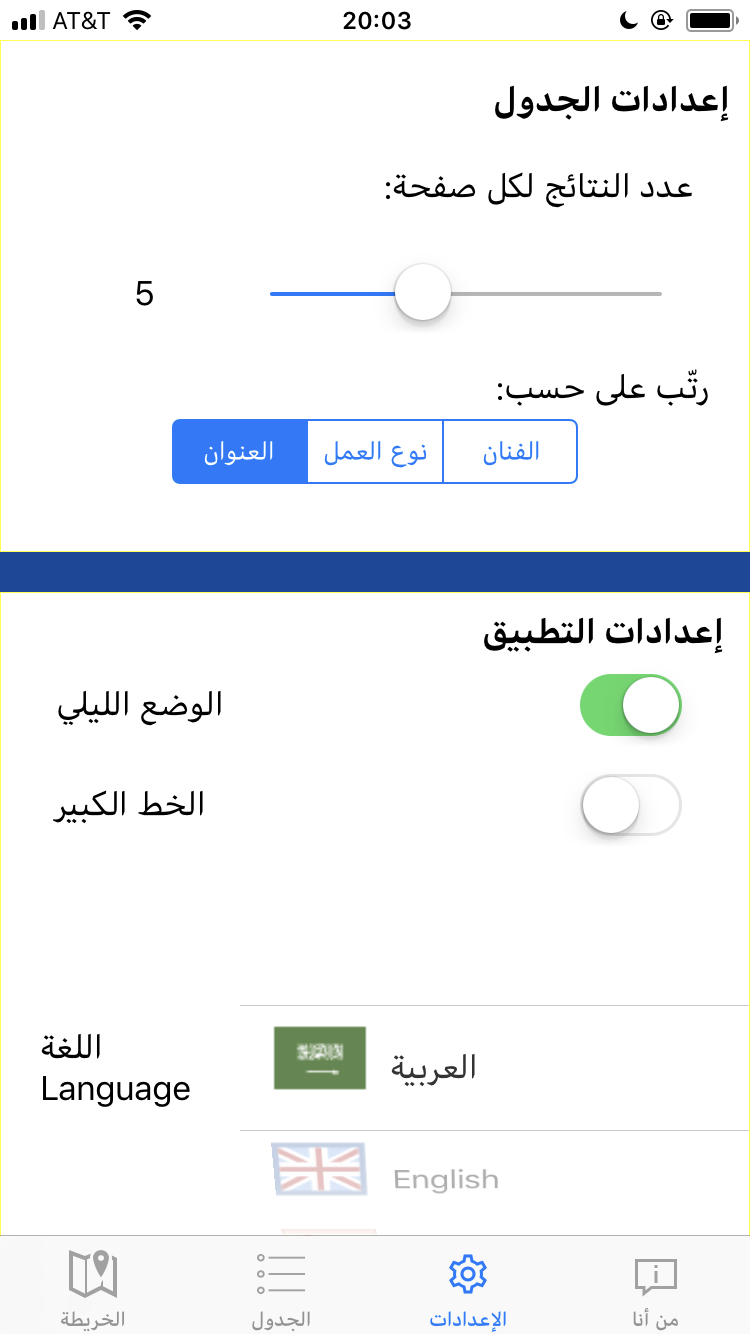 AT&T 20:03
إعدادات الجدول
عدد النتائج لكل صفحة:
5
رتّب على حسب:
الفنان نوع العمل العنوان
إعدادات التطبيق
الوضع الليلي
الخط الكبير
اللغة
Language
العربية
English
من أنا الإعدادات الجدول الخريطة